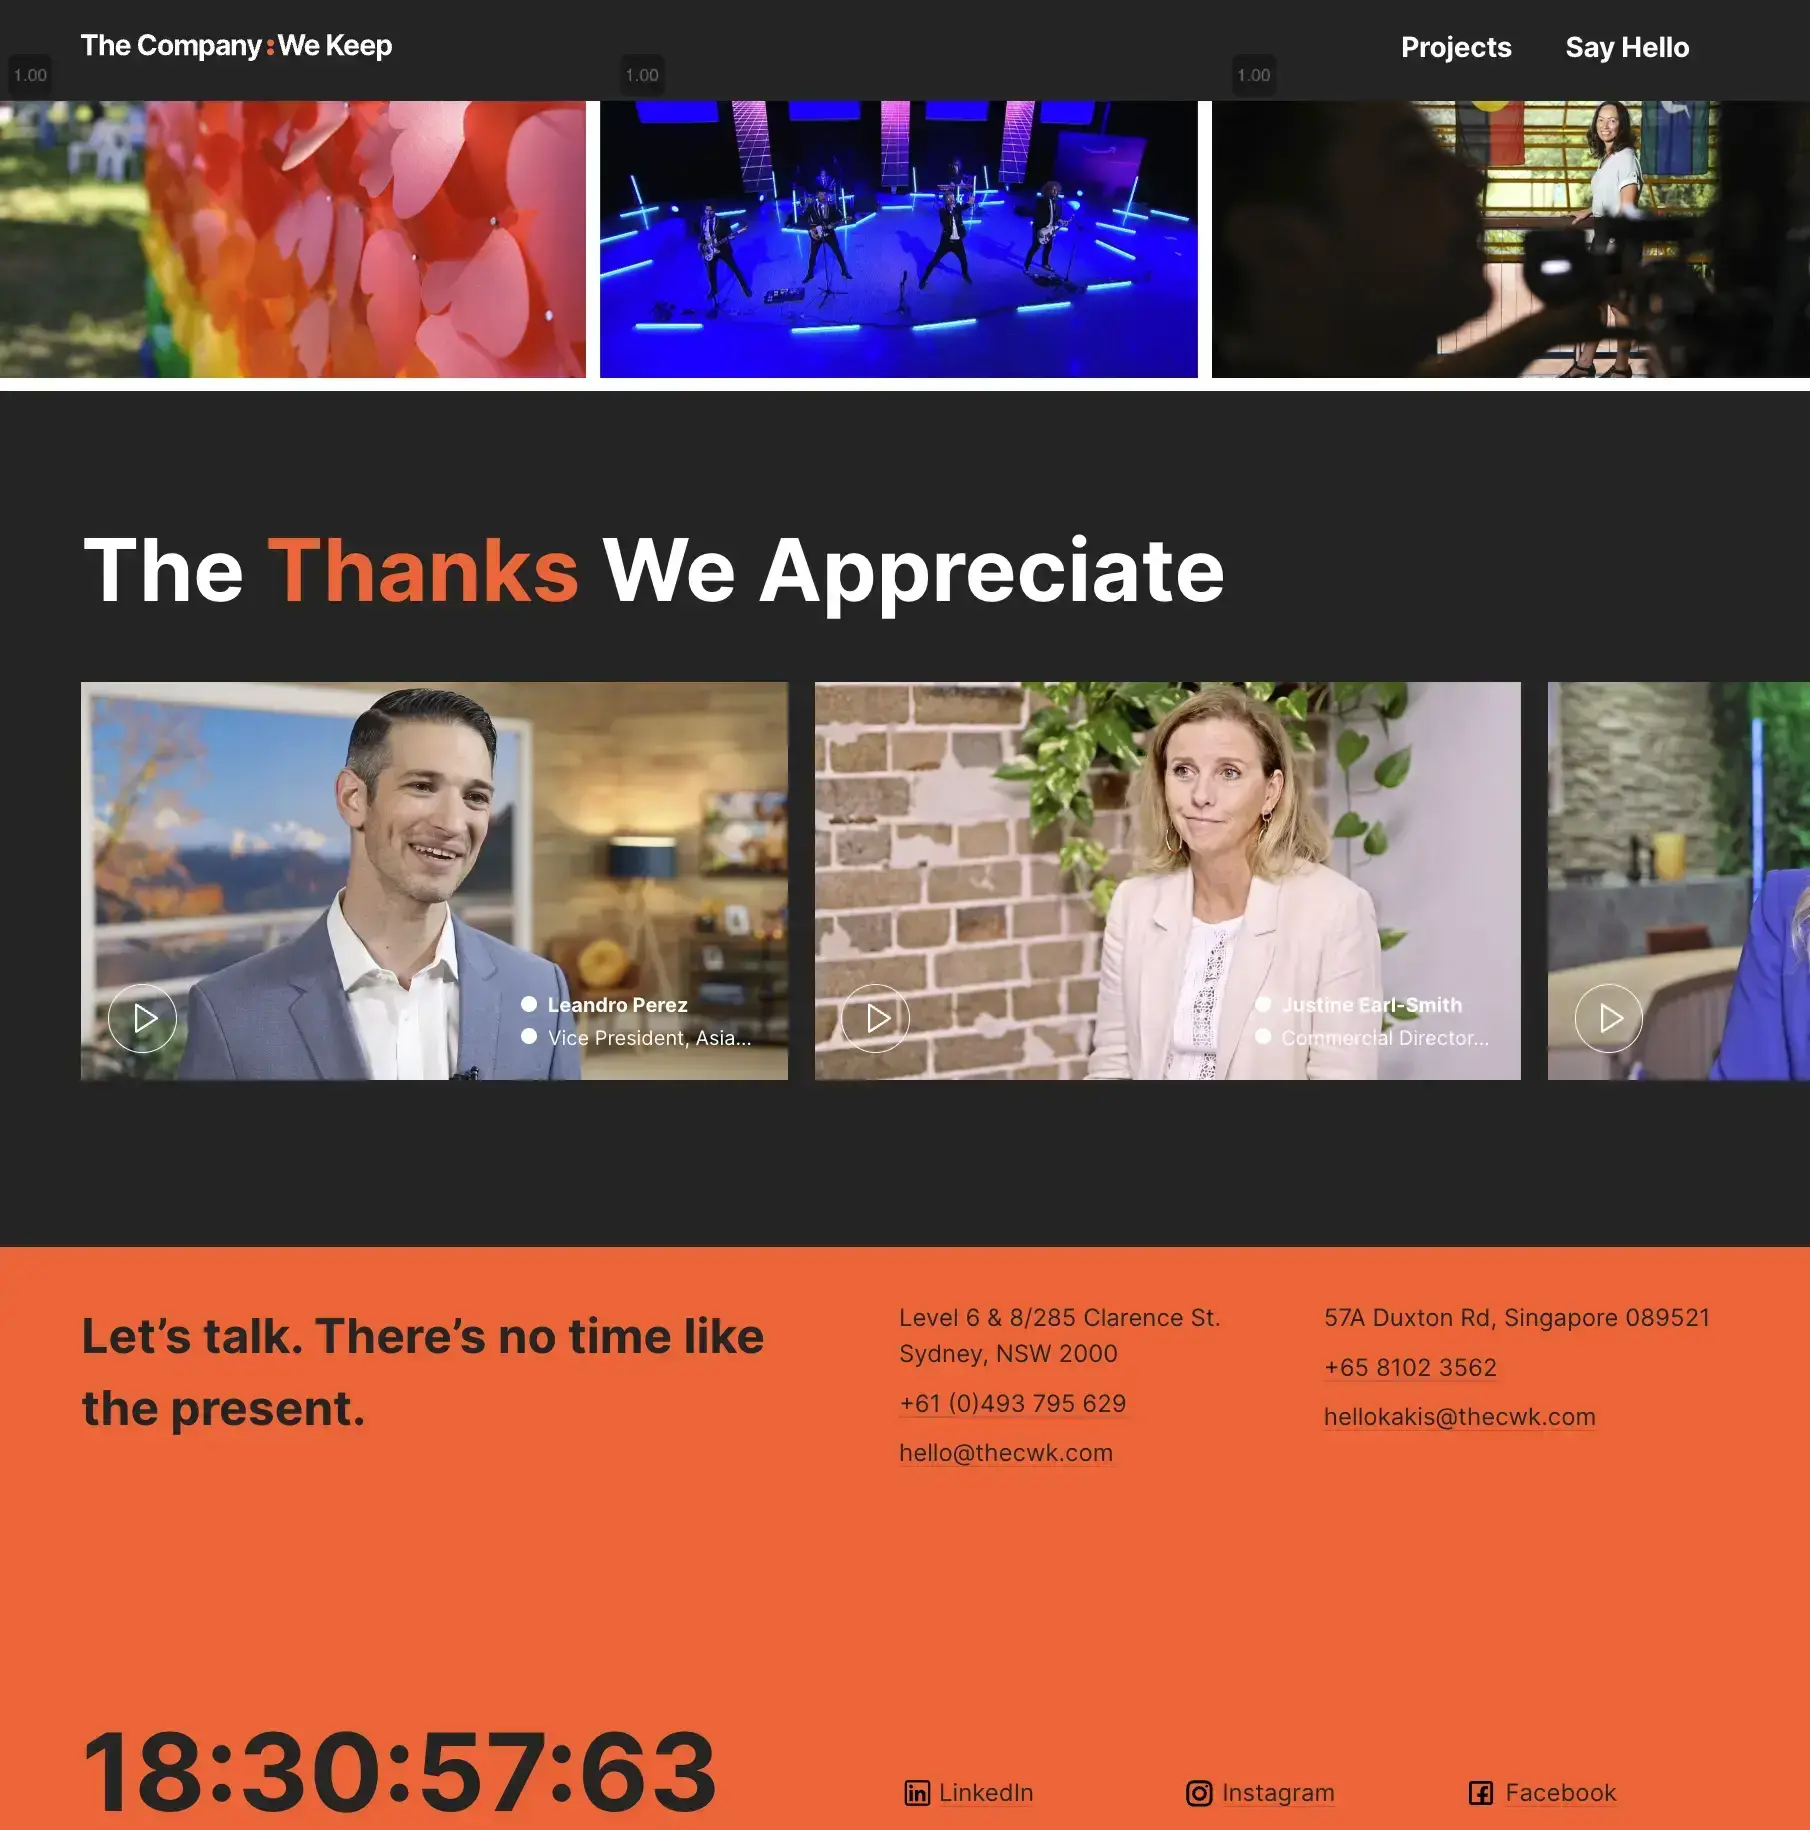 The Company:We Keep
Projects
Say Hello
1.00
1.00
1.00
The Thanks We Appreciate
Leandro Perez
Vice President, Asia...
Justine Earl-Smith
Commercial Director...
Let’s talk. There’s no time like
the present.
Level 6 & 8/285 Clarence St.
Sydney, NSW 2000
+61 (0)493 795 629
hello@thecwk.com
57A Duxton Rd, Singapore 089521
+65 8102 3562
hellokakis@thecwk.com
18:30:57:63
LinkedIn
Instagram
Facebook